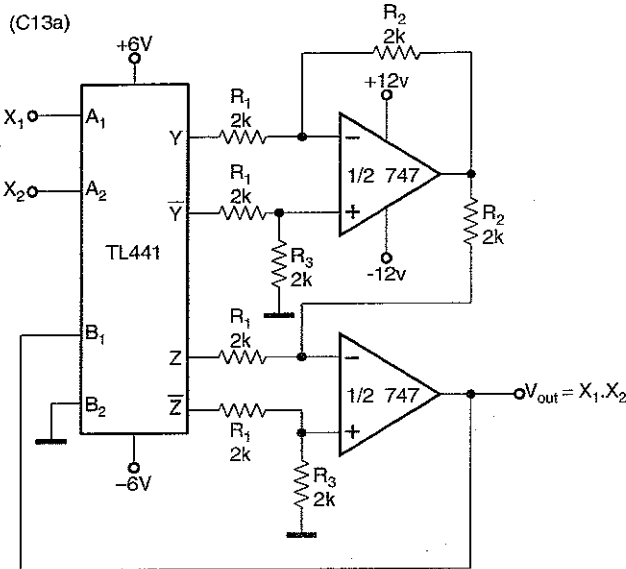 (C13a)
+6V
R2
2k
X1
A1
Y
R1
2k
+12v
−
1/2 747
+
X2
A2
Y̅
R1
2k
R3
2k
-12v
R2
2k
TL441
B1
Z
R1
2k
−
1/2 747
+
Vout = X1.X2
B2
Z̅
R1
2k
R3
2k
–6V